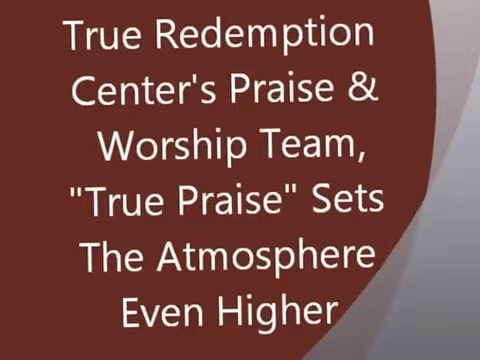 True Redemption
Center's Praise &
Worship Team,
"True Praise" Sets
The Atmosphere
Even Higher